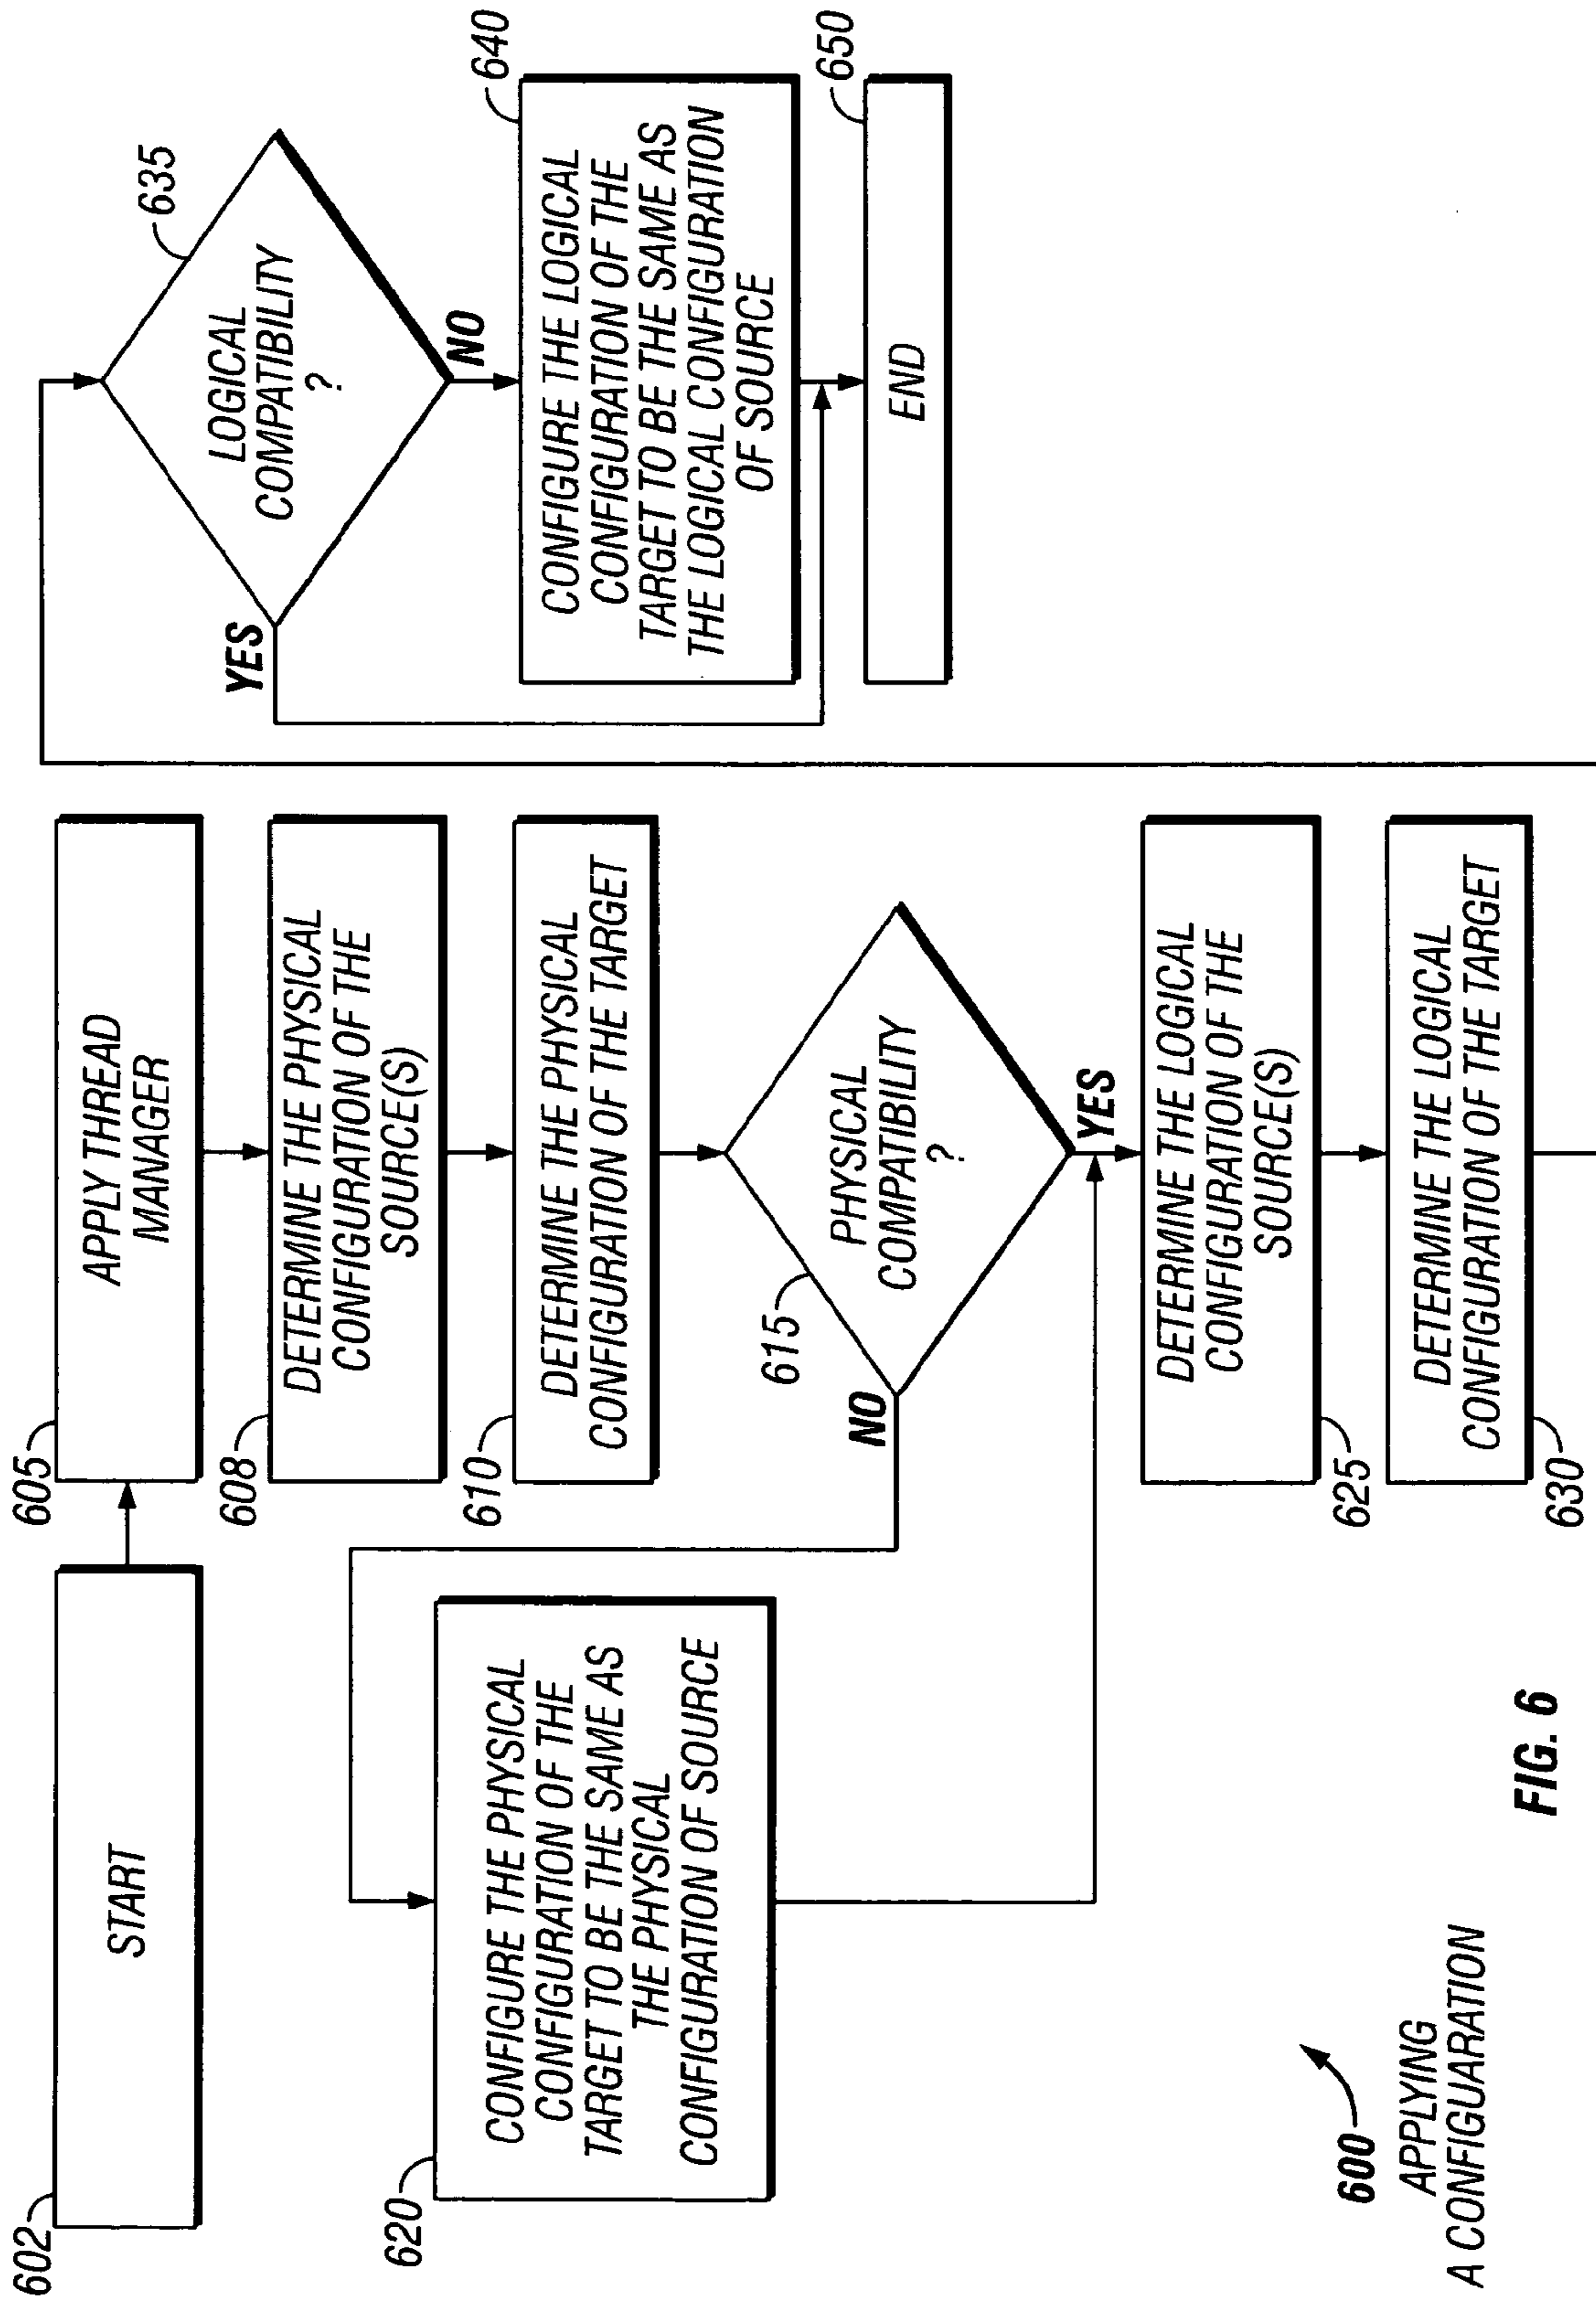 602
START
605
APPLY THREAD
MANAGER
608
DETERMINE THE PHYSICAL
CONFIGURATION OF THE
SOURCE(S)
610
DETERMINE THE PHYSICAL
CONFIGURATION OF THE TARGET
615
PHYSICAL
COMPATIBILITY
?
NO
YES
620
CONFIGURE THE PHYSICAL
CONFIGURATION OF THE
TARGET TO BE THE SAME AS
THE PHYSICAL
CONFIGURATION OF SOURCE
625
DETERMINE THE LOGICAL
CONFIGURATION OF THE
SOURCE(S)
630
DETERMINE THE LOGICAL
CONFIGURATION OF THE TARGET
635
LOGICAL
COMPATIBILITY
?
YES
NO
640
CONFIGURE THE LOGICAL
CONFIGURATION OF THE
TARGET TO BE THE SAME AS
THE LOGICAL CONFIGURATION
OF SOURCE
650
END
600
APPLYING
A CONFIGUARATION
FIG. 6